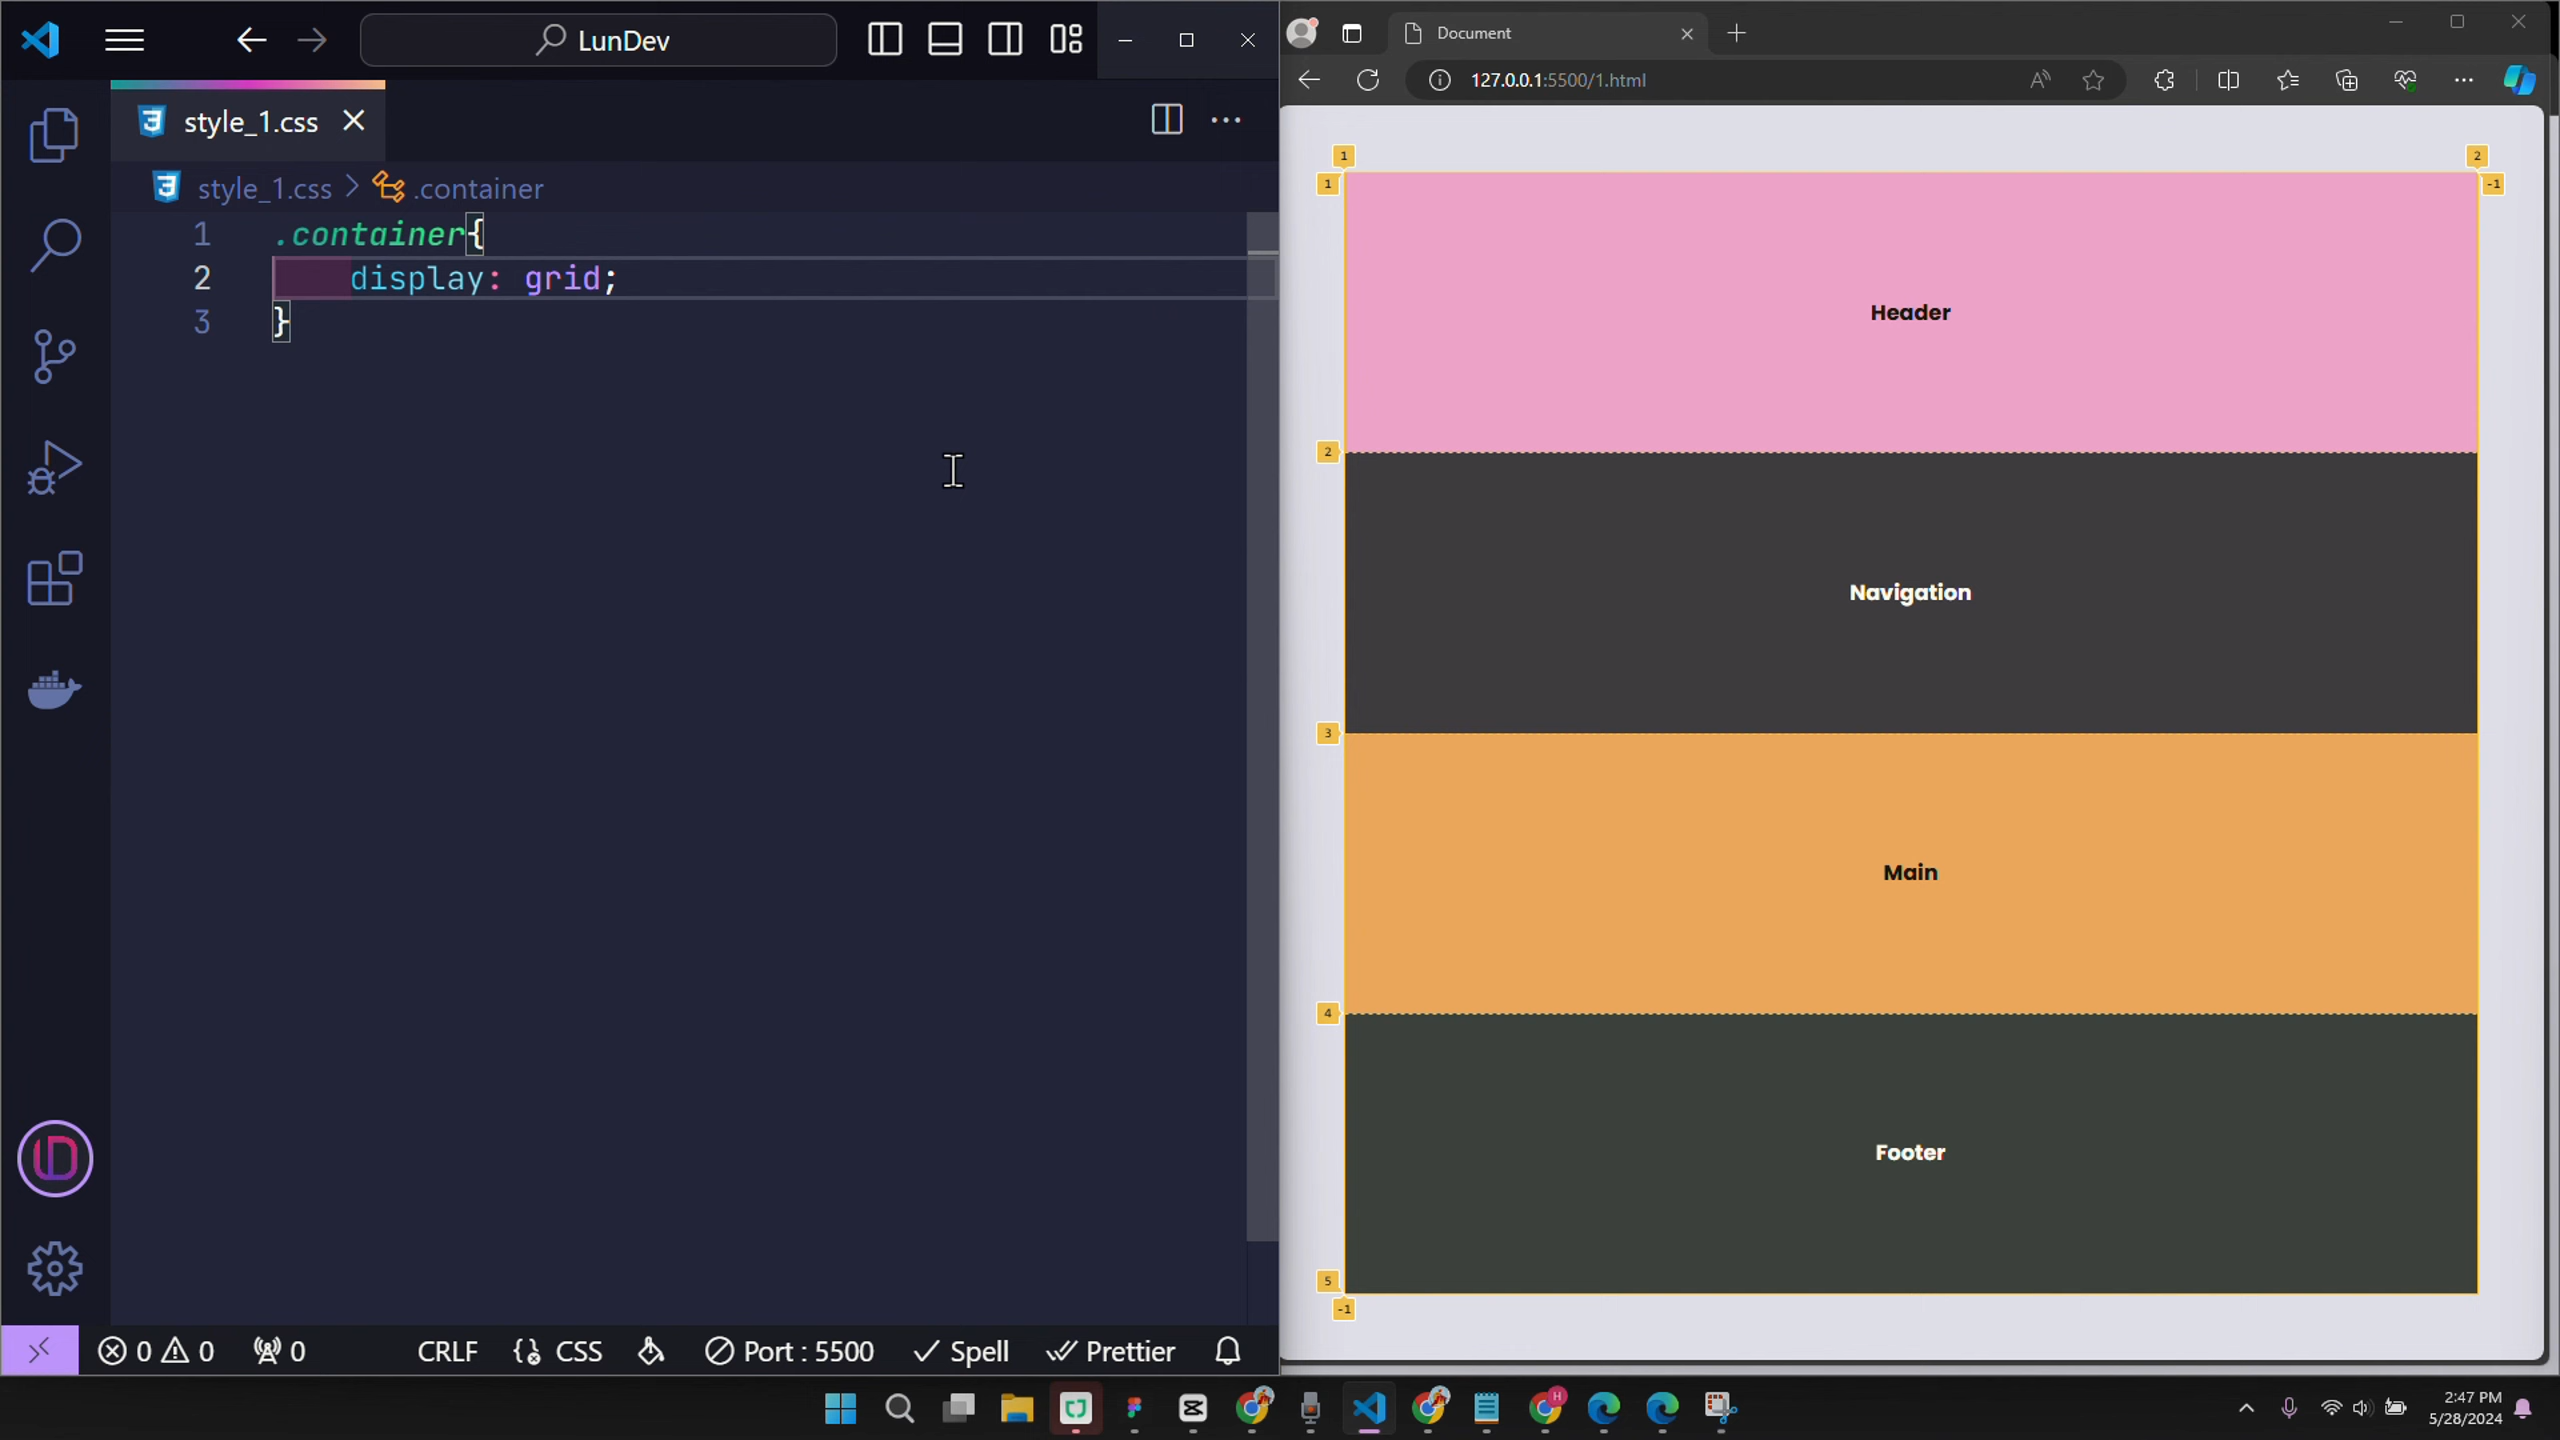 LunDev
style_1.css
style_1.css > .container
1 .container{
2 display: grid;
3 }
0 0 0
CRLF
CSS
Port : 5500
Spell
Prettier
Document
127.0.0.1:5500/1.html
1 2
1 -1
Header
2
Navigation
3
Main
4
Footer
5
-1
H
2:47 PM
5/28/2024